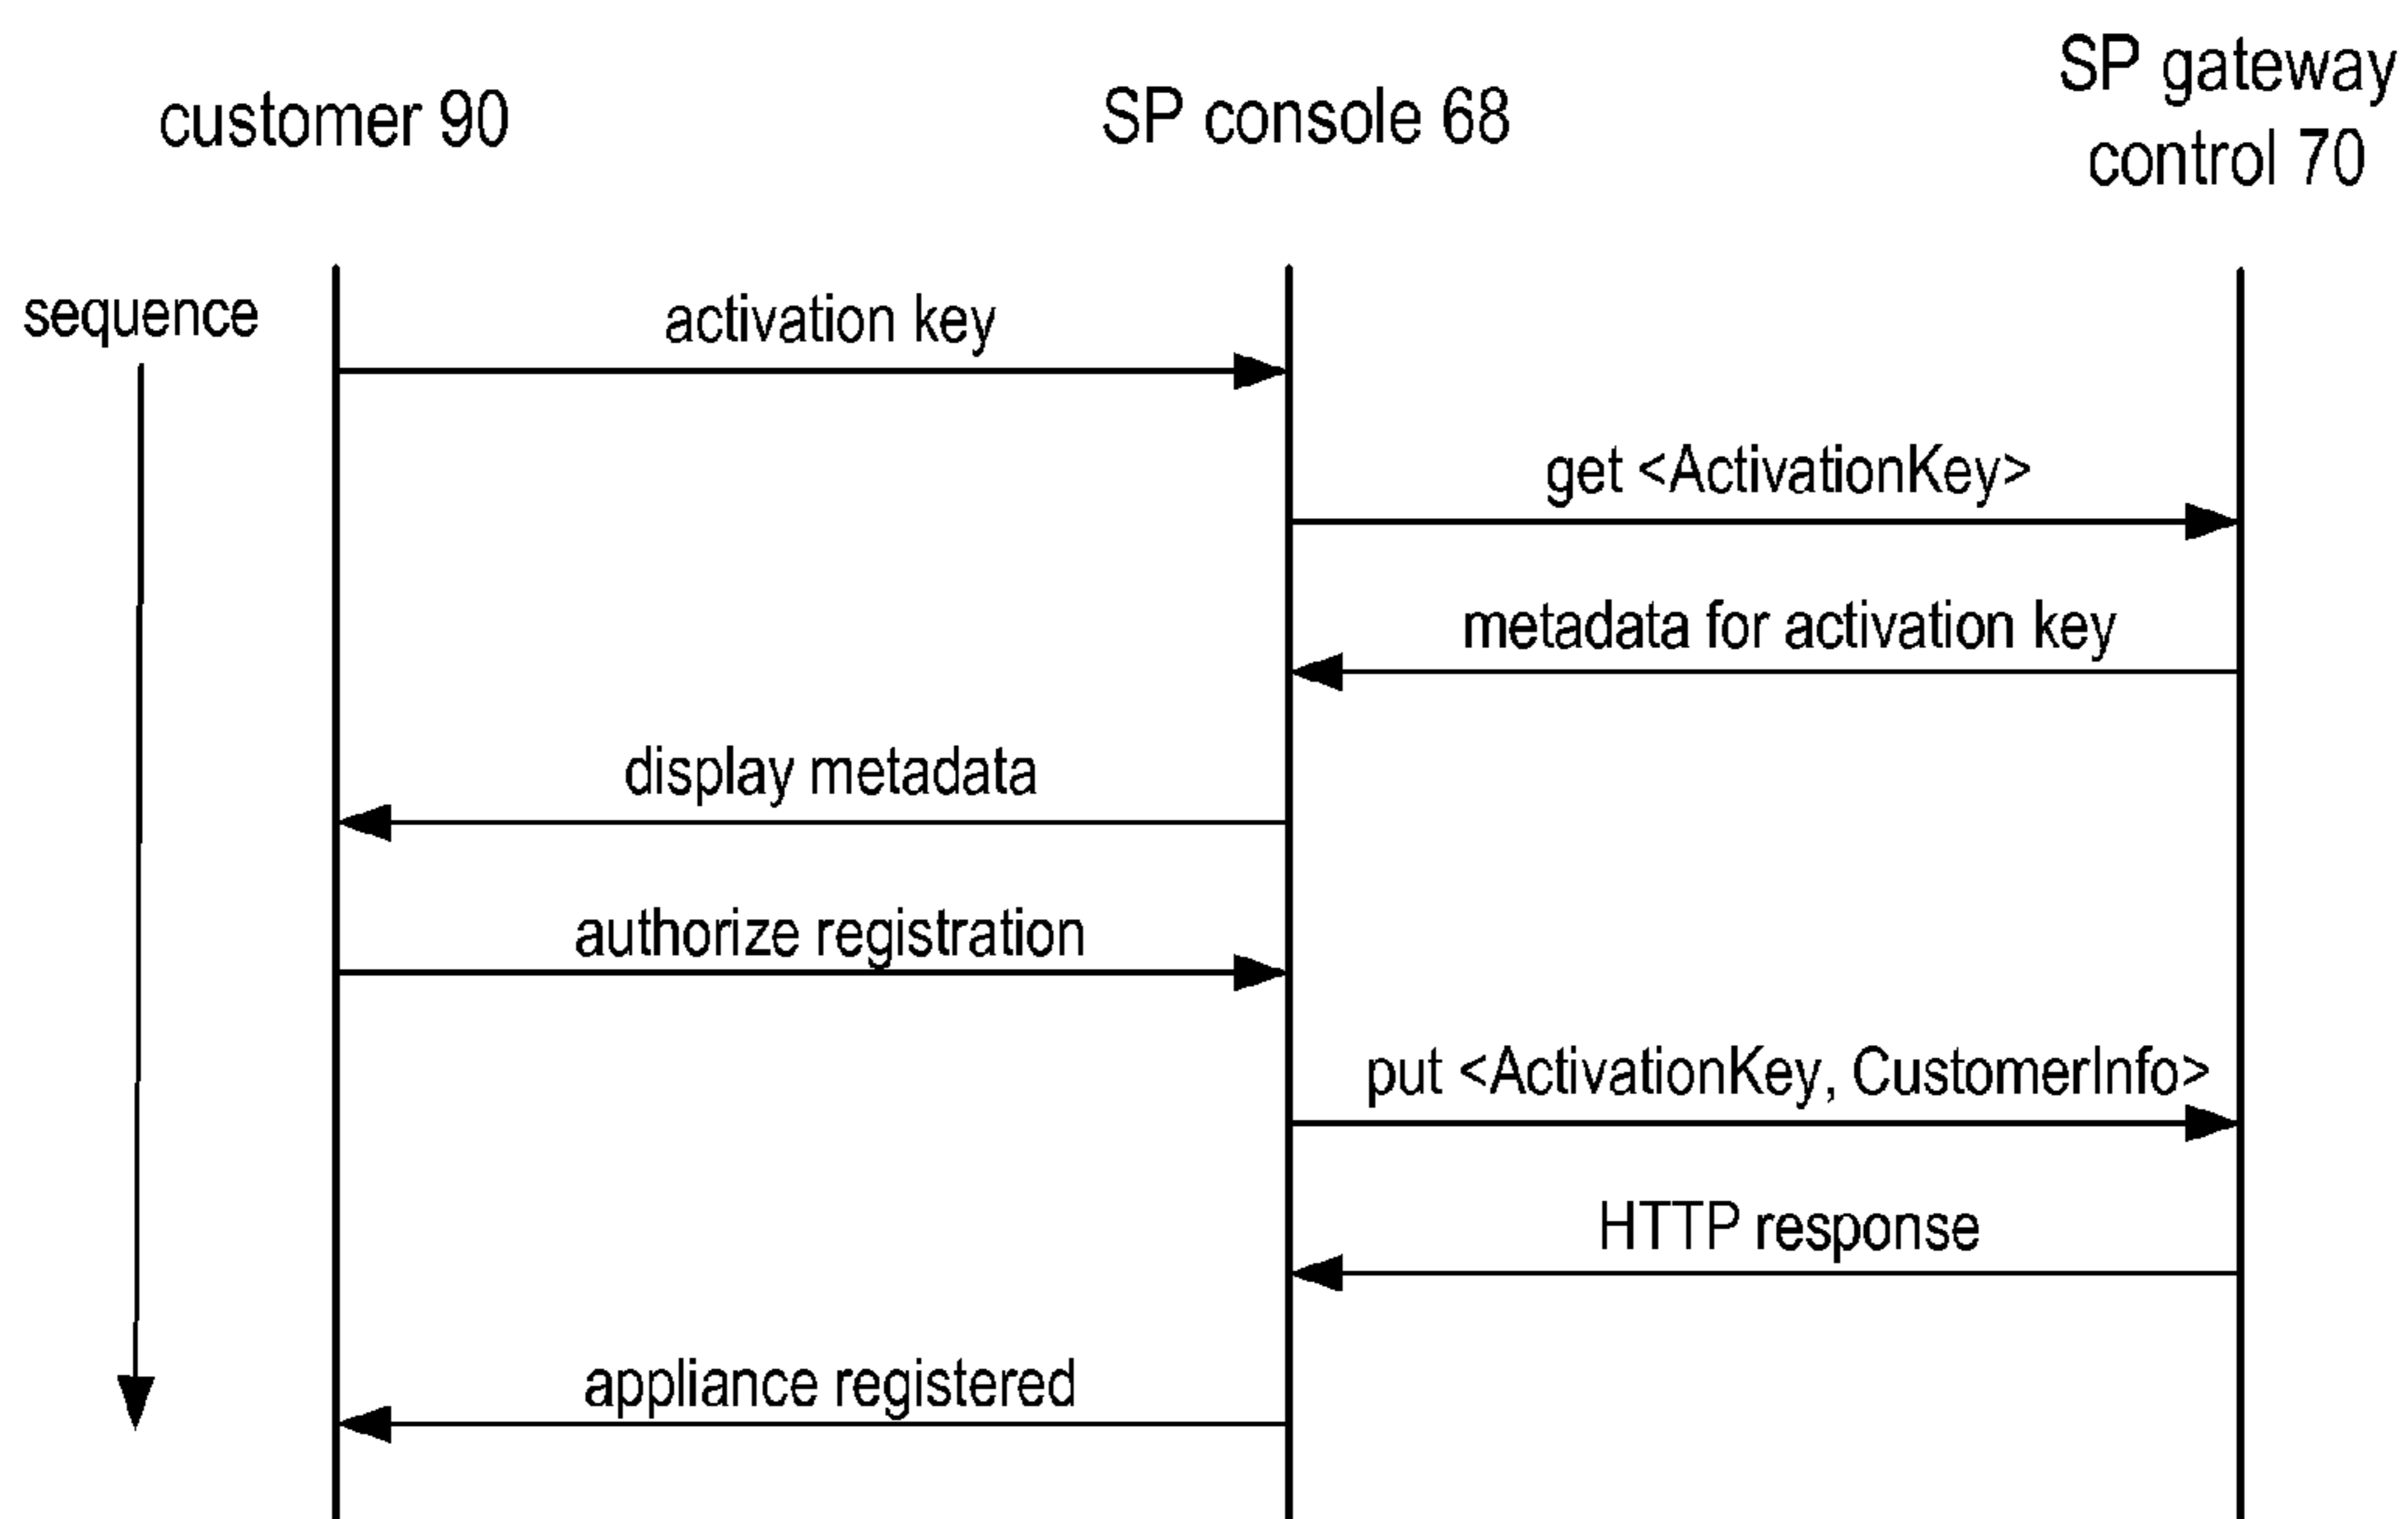 SP gateway
customer 90
SP console 68
control 70
sequence
activation key
get <ActivationKey>
metadata for activation key
display metadata
authorize registration
put <ActivationKey, CustomerInfo>
HTTP response
appliance registered